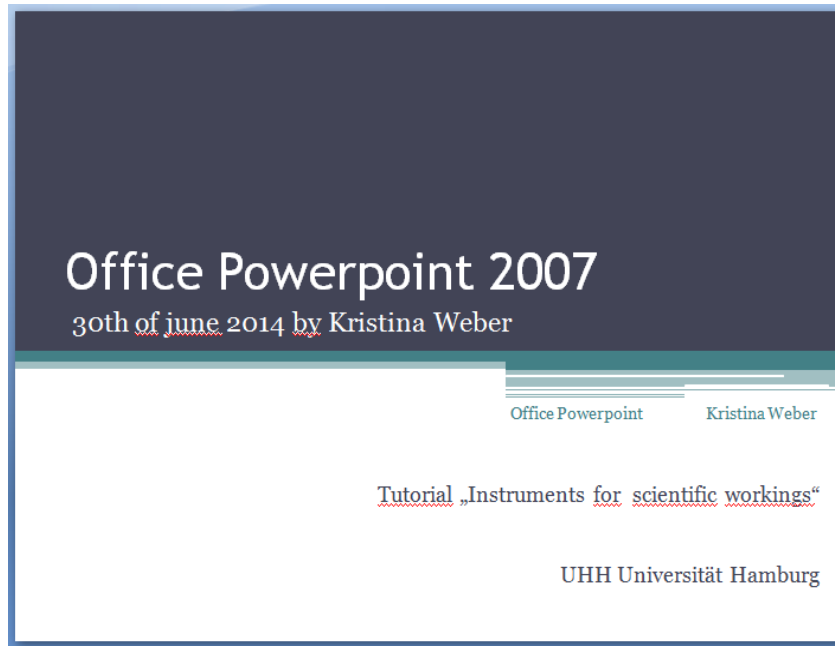 Office Powerpoint 2007
30th of june 2014 by Kristina Weber
Office Powerpoint Kristina Weber
Tutorial „Instruments for scientific workings“
UHH Universität Hamburg